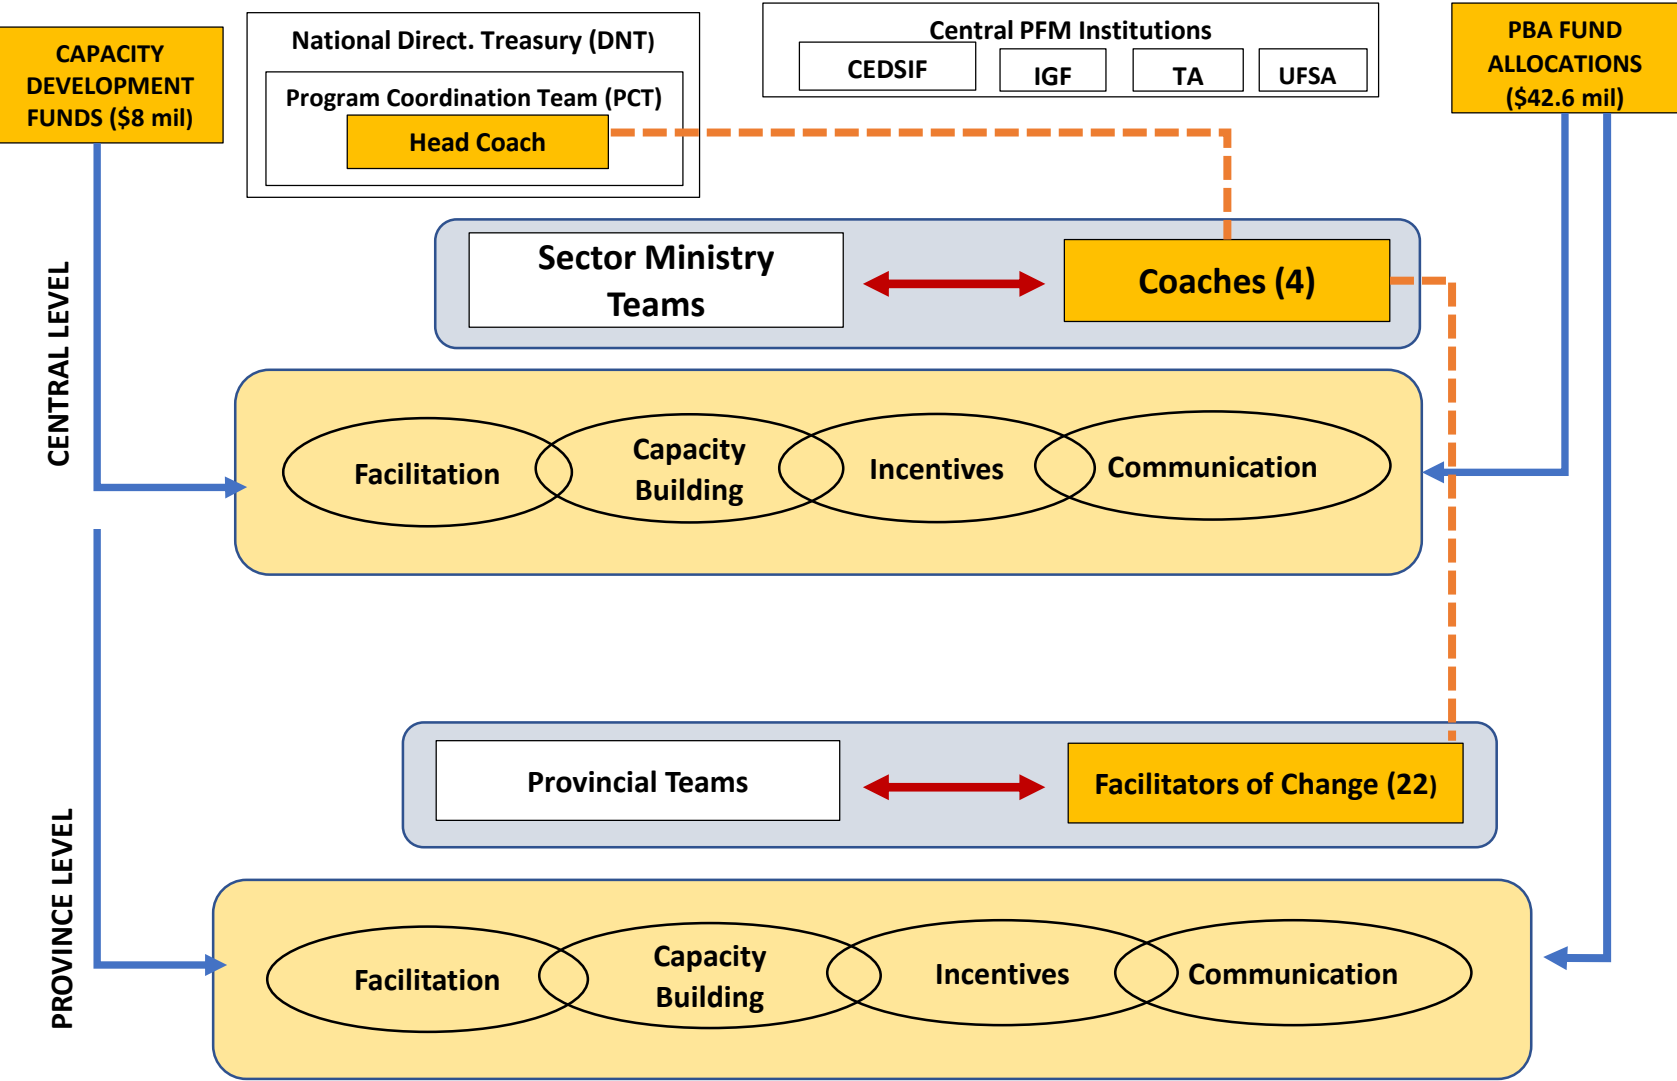 CAPACITY
DEVELOPMENT
FUNDS ($8 mil)
National Direct. Treasury (DNT)
Program Coordination Team (PCT)
Head Coach
Central PFM Institutions
CEDSIF
IGF
TA
UFSA
PBA FUND
ALLOCATIONS
($42.6 mil)
CENTRAL LEVEL
Sector Ministry
Teams
Coaches (4)
Facilitation
Capacity
Building
Incentives
Communication
PROVINCE LEVEL
Provincial Teams
Facilitators of Change (22)
Facilitation
Capacity
Building
Incentives
Communication